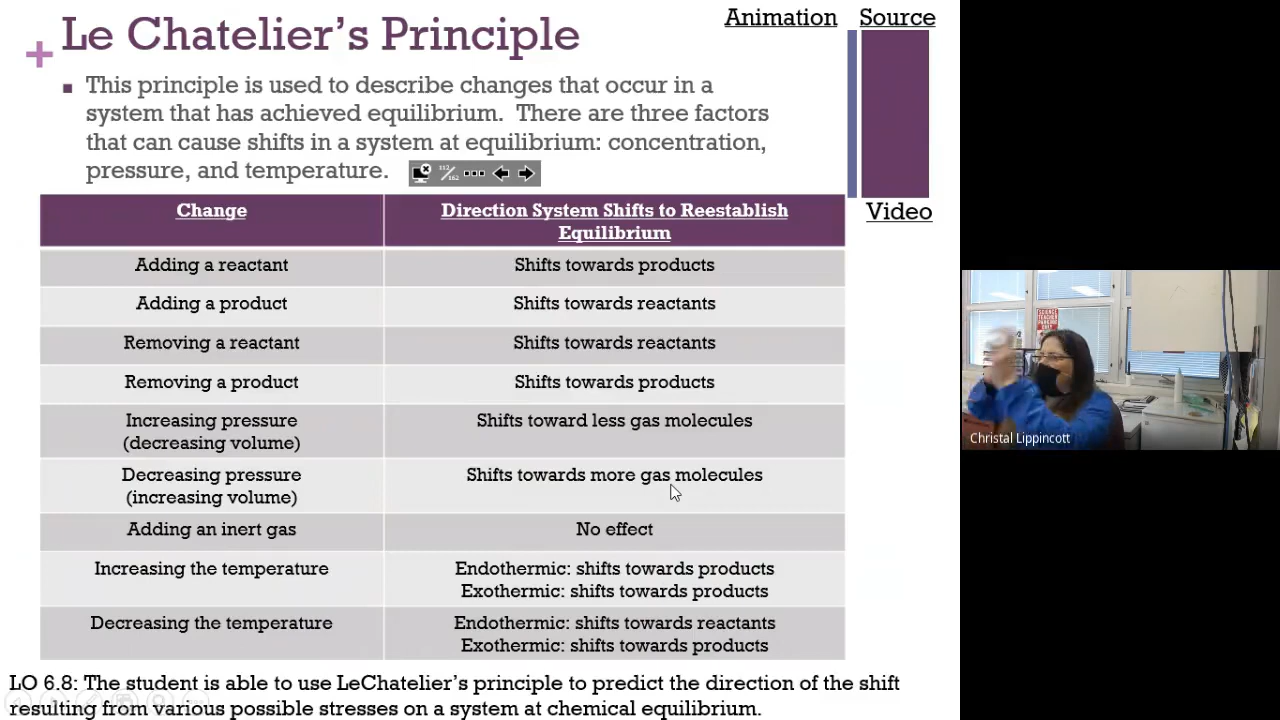 Le Chatelier's Principle
Animation
Source
This principle is used to describe changes that occur in a
system that has achieved equilibrium. There are three factors
that can cause shifts in a system at equilibrium: concentration,
pressure, and temperature.
112/162
Video
Change
Direction System Shifts to Reestablish
Equilibrium
Adding a reactant
Shifts towards products
Adding a product
Shifts towards reactants
Removing a reactant
Shifts towards reactants
Removing a product
Shifts towards products
Increasing pressure
(decreasing volume)
Shifts toward less gas molecules
Decreasing pressure
(increasing volume)
Shifts towards more gas molecules
Adding an inert gas
No effect
Increasing the temperature
Endothermic: shifts towards products
Exothermic: shifts towards products
Decreasing the temperature
Endothermic: shifts towards reactants
Exothermic: shifts towards products
LO 6.8: The student is able to use LeChatelier's principle to predict the direction of the shift
resulting from various possible stresses on a system at chemical equilibrium.
SCIENCE
TEACHER
PARKING
ONLY
Christal Lippincott